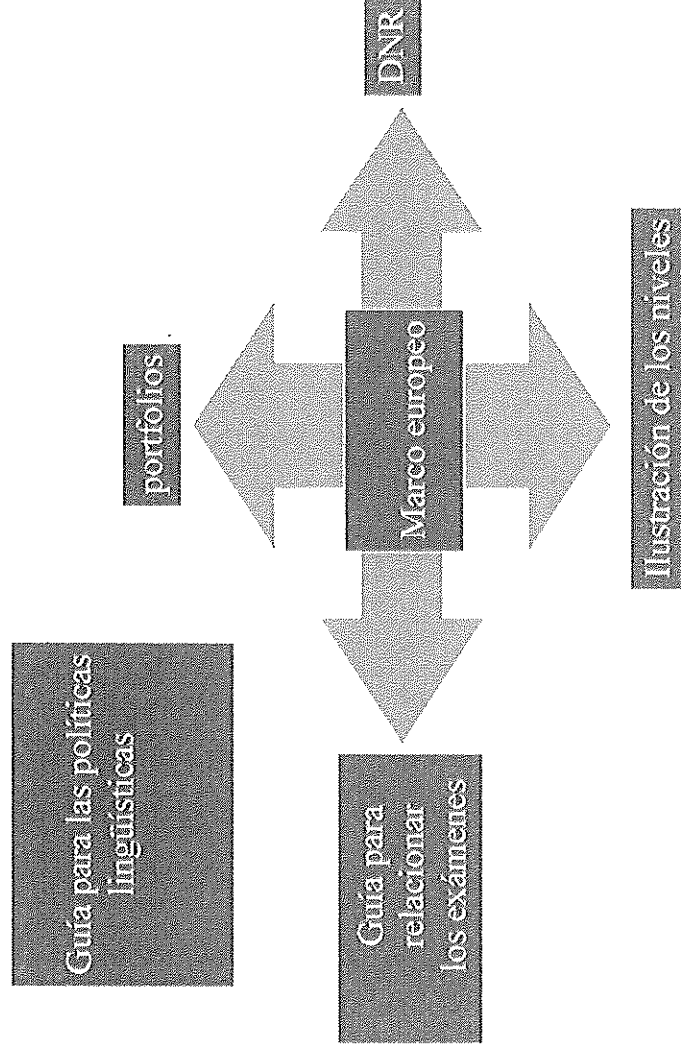 Guía para las políticas
lingüísticas
portfolios
Guía para
relacionar
los exámenes
Marco europeo
DNR
Ilustración de los niveles